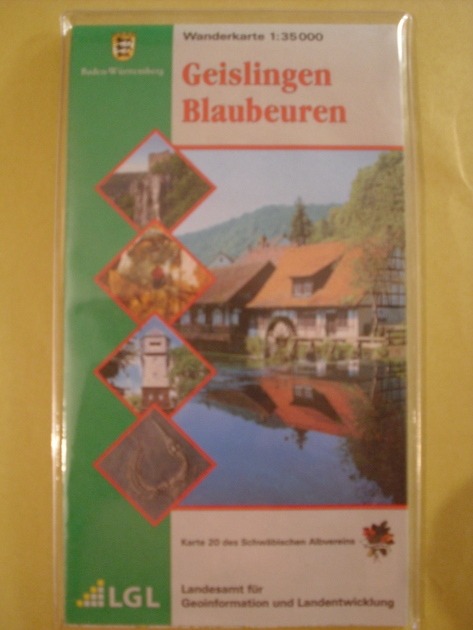 Wanderkarte 1:35000
Baden-Württemberg
Geislingen
Blaubeuren
Karte 20 des Schwäbischen Albvereins
LGL
Landesamt für
Geoinformation und Landentwicklung